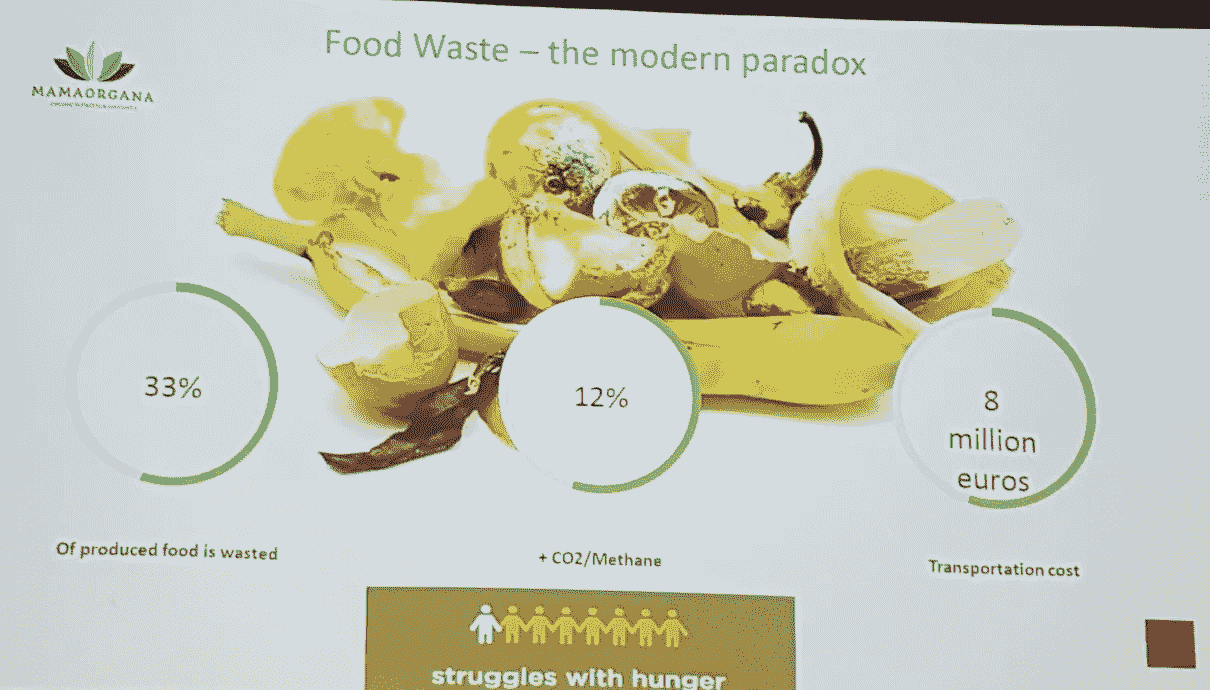 Food Waste – the modern paradox
MAMAORGANA
33%
12%
8
million
euros
Of produced food is wasted
+ CO2/Methane
Transportation cost
struggles with hunger